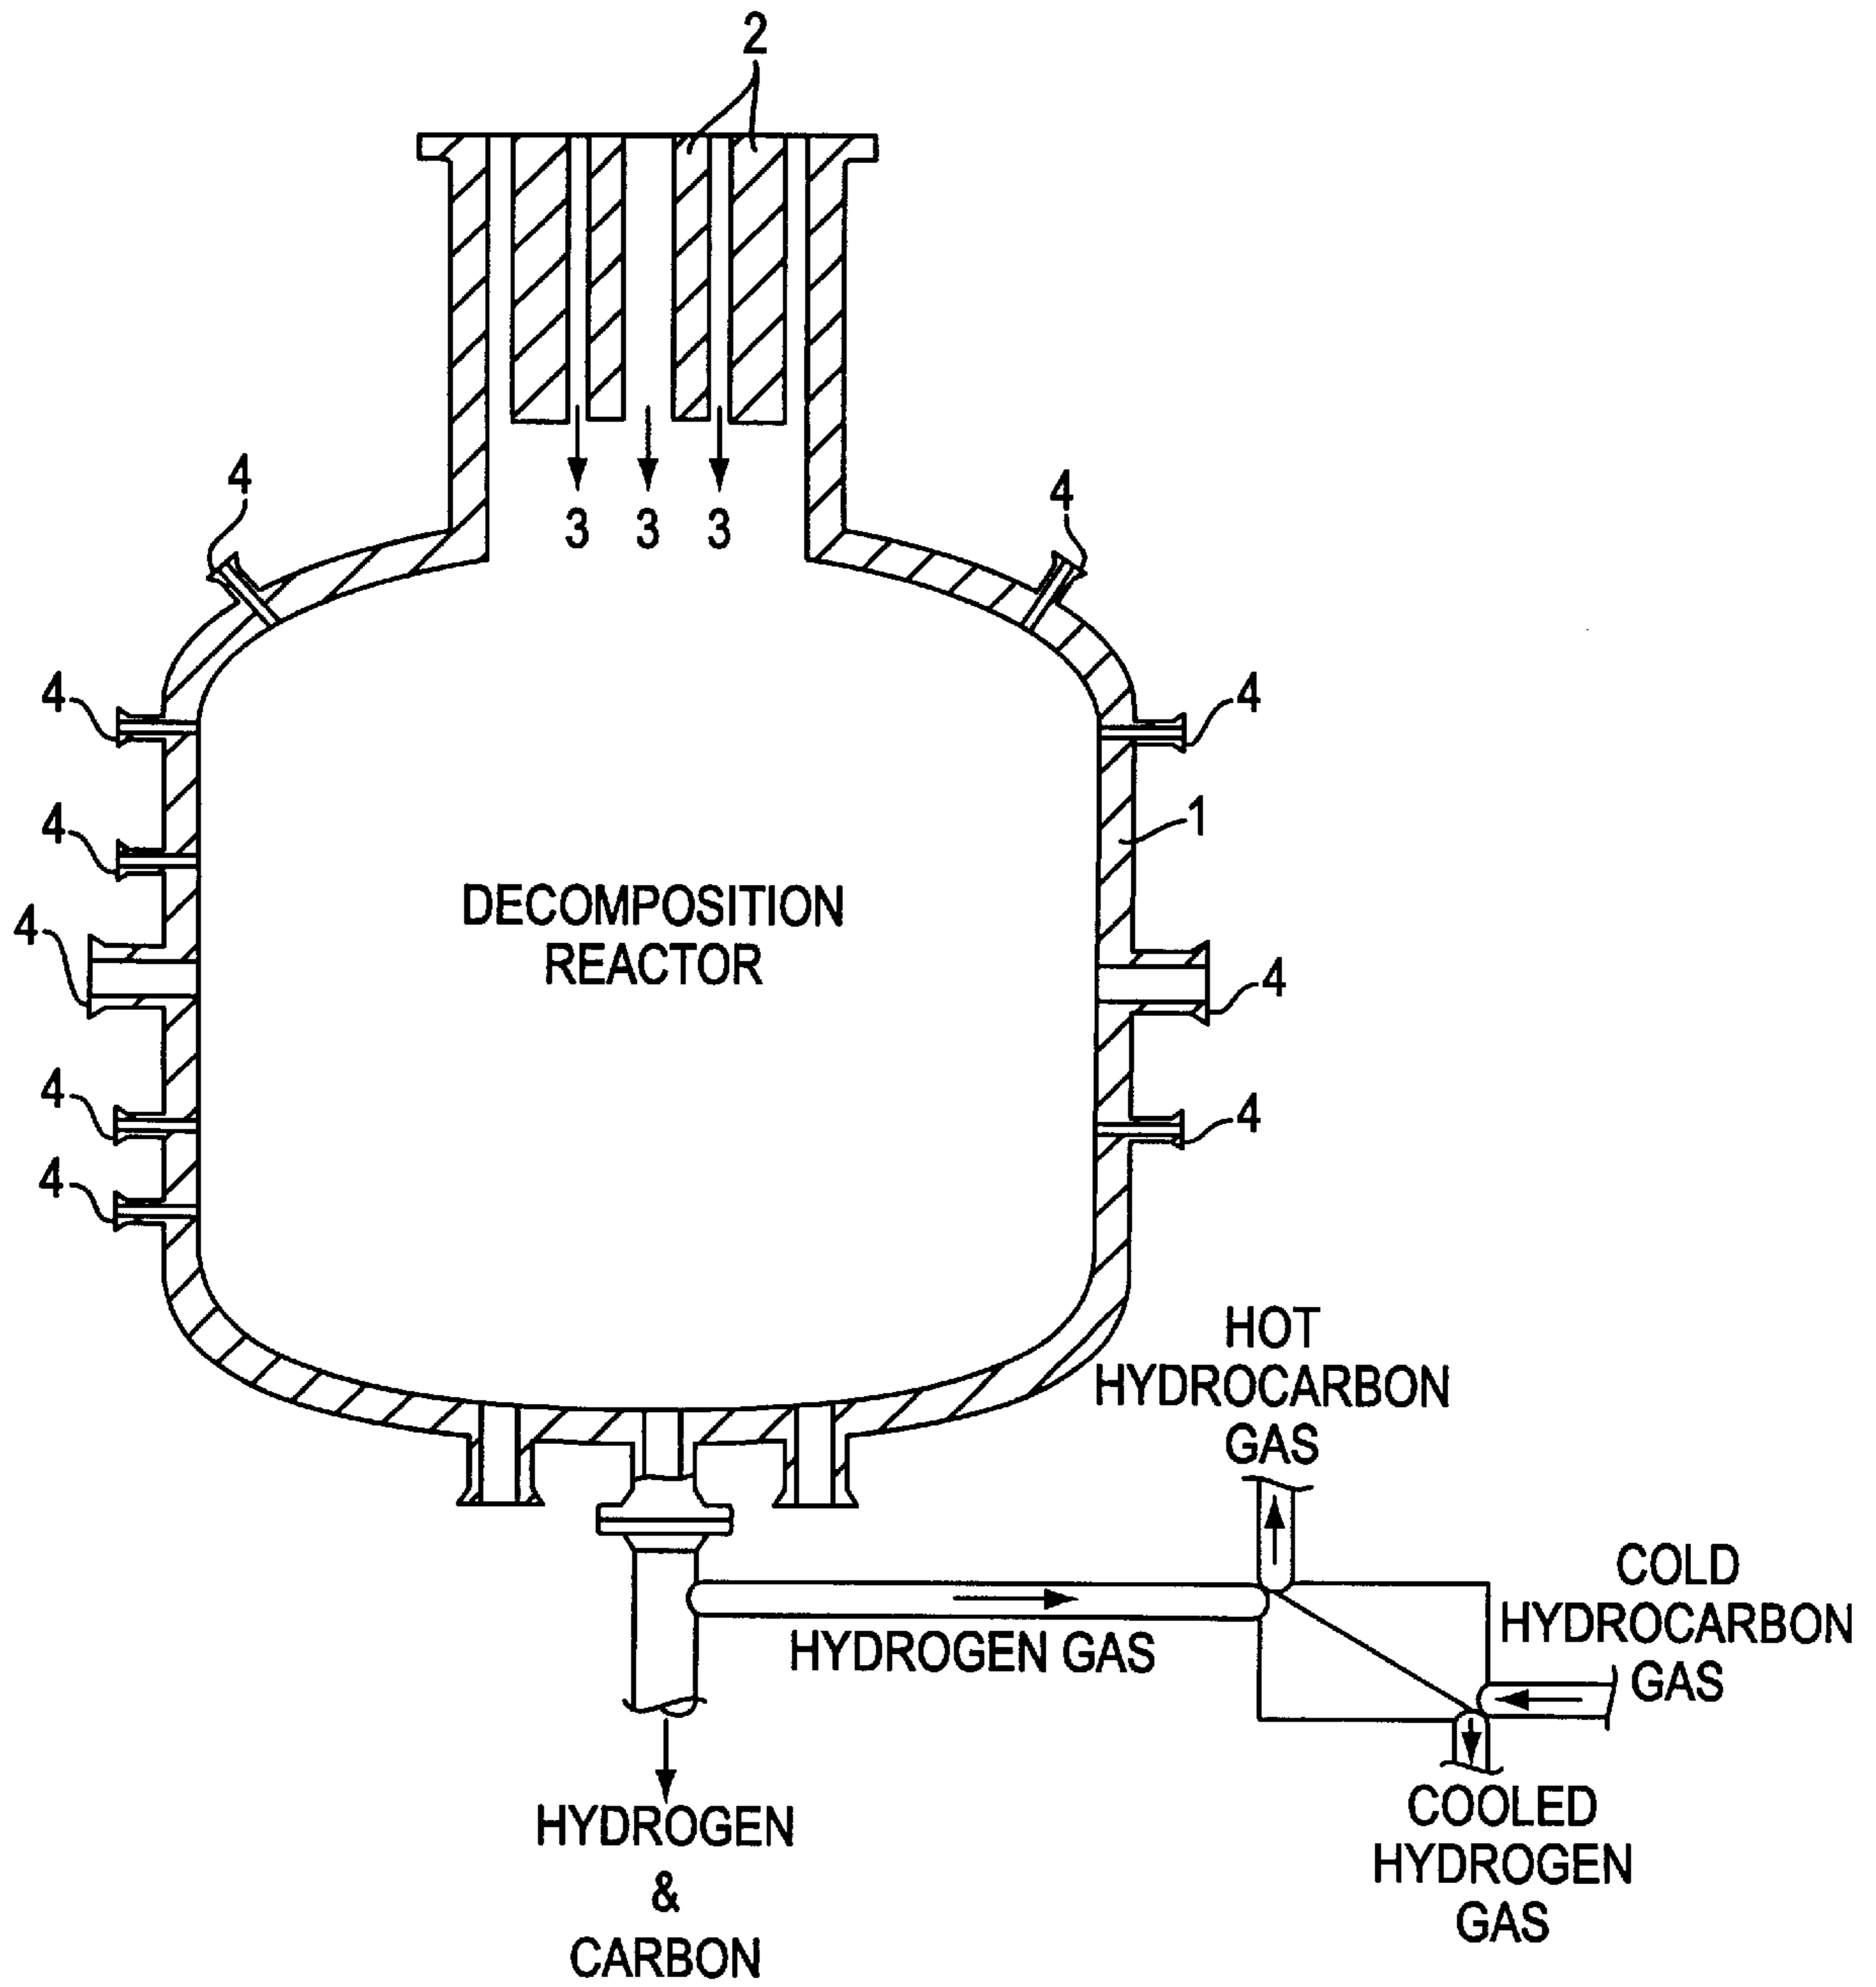 2
3 3 3
4
4
4
4
4
4
1
DECOMPOSITION
REACTOR
4
4
4
4
4
HOT
HYDROCARBON
GAS
COLD
HYDROCARBON
GAS
HYDROGEN GAS
COOLED
HYDROGEN
GAS
HYDROGEN
&
CARBON